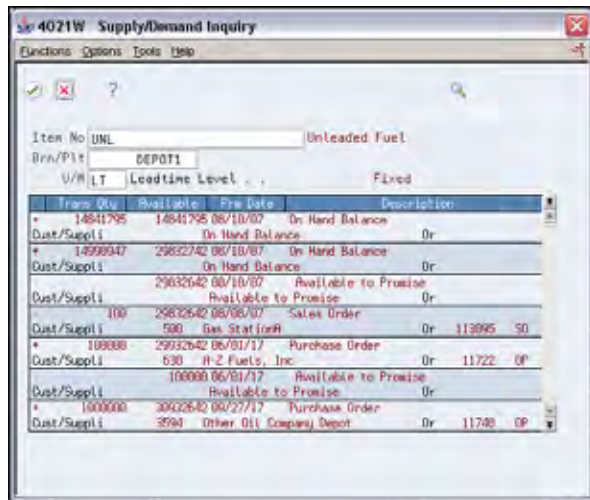 4021W Supply/Demand Inquiry
Functions Options Tools Help
?
Item No UNL Unleaded Fuel
Brn/Plt DEPOT1
U/M LT Leadtime Level . . Fixed
Trans Qty Available Prm Date Description
+ 14841795 14841795 08/10/07 On Hand Balance
Cust/Suppli On Hand Balance Or
+ 14990947 29832742 08/10/07 On Hand Balance
Cust/Suppli On Hand Balance Or
29832642 08/10/07 Available to Promise
Cust/Suppli Available to Promise Or
- 100 29832642 08/08/07 Sales Order
Cust/Suppli 500 Gas StationA Or 113095 SO
+ 100000 29932642 06/01/17 Purchase Order
Cust/Suppli 630 A-Z Fuels, Inc Or 11722 OP
100000 06/01/17 Available to Promise
Cust/Suppli Available to Promise Or
+ 1000000 30932642 09/27/17 Purchase Order
Cust/Suppli 3594 Other Oil Company Depot Or 11748 OP